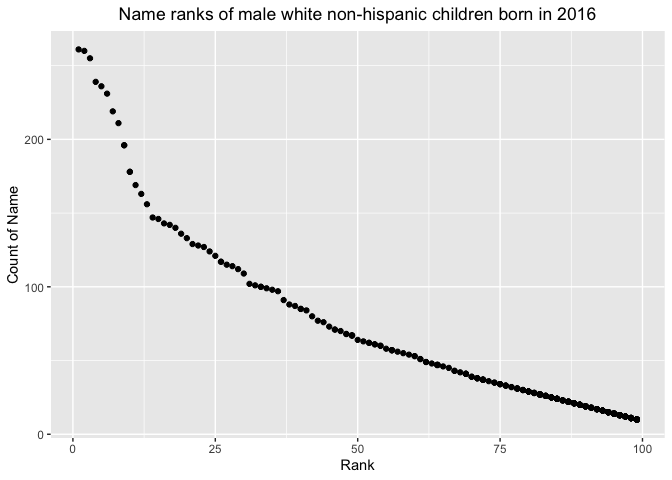 Name ranks of male white non-hispanic children born in 2016
Count of Name
200
100
0
0 25 50 75 100
Rank